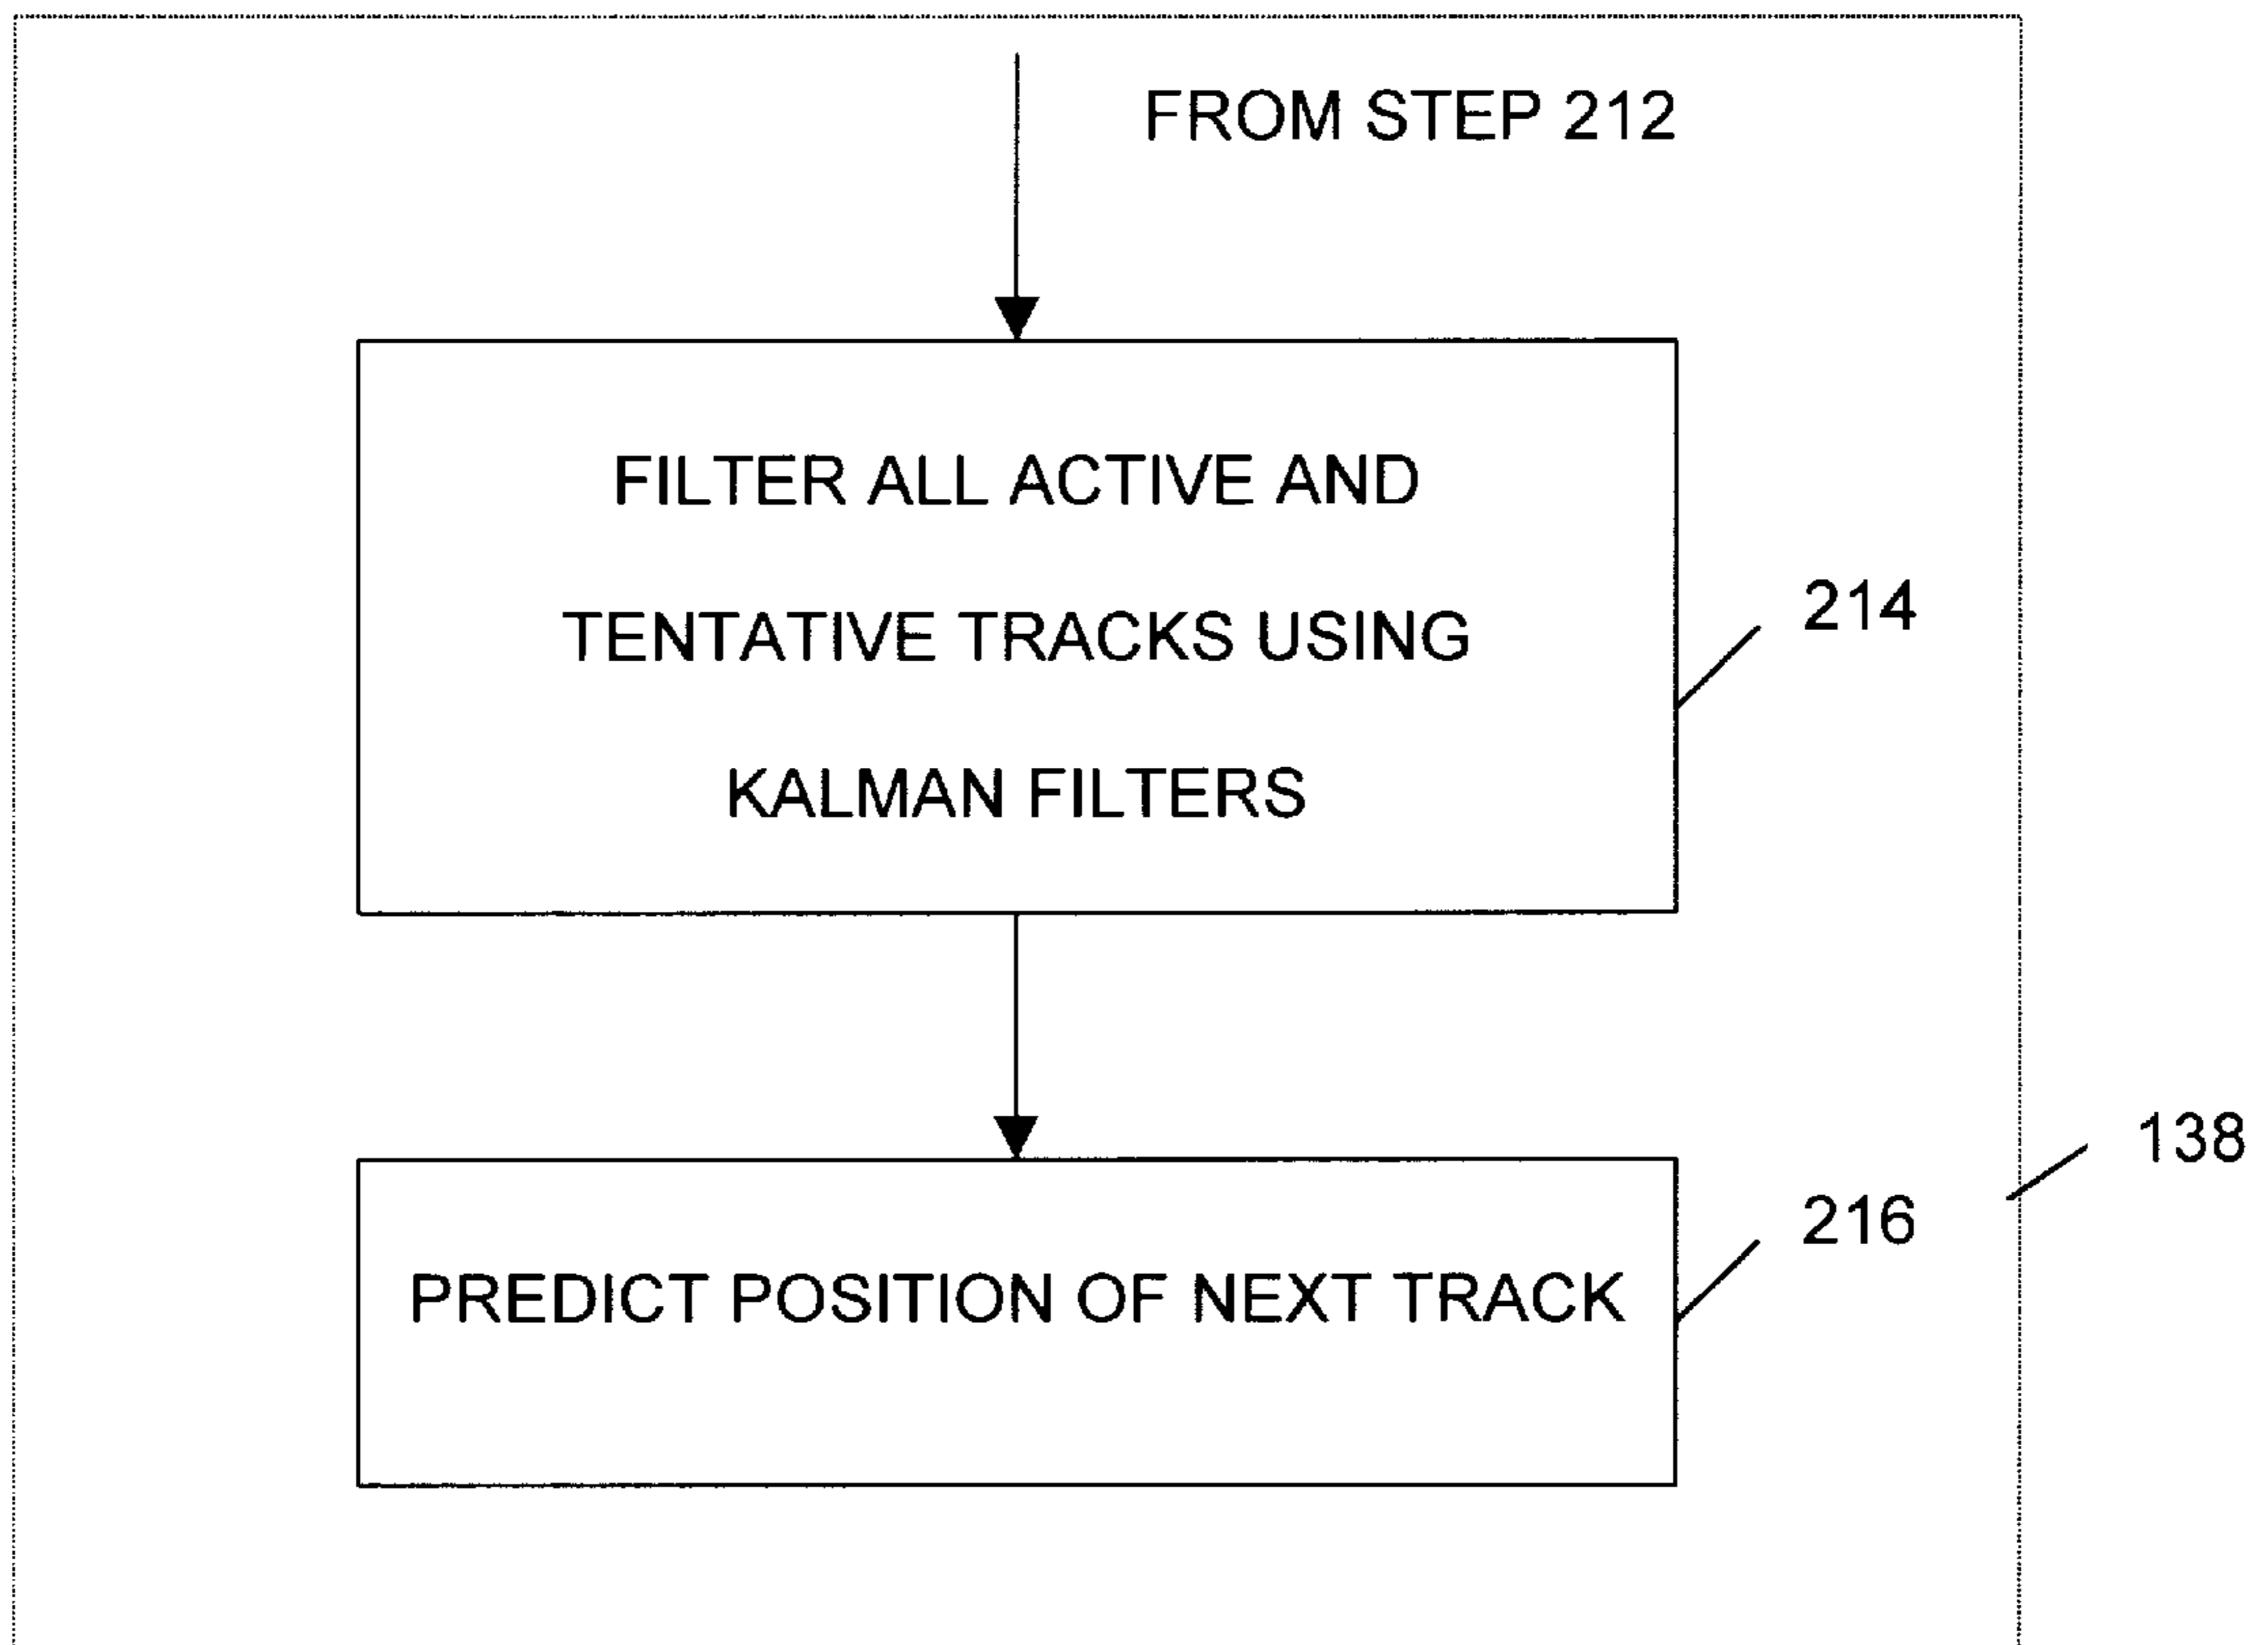 FROM STEP 212
FILTER ALL ACTIVE AND
TENTATIVE TRACKS USING
KALMAN FILTERS
214
138
216
PREDICT POSITION OF NEXT TRACK